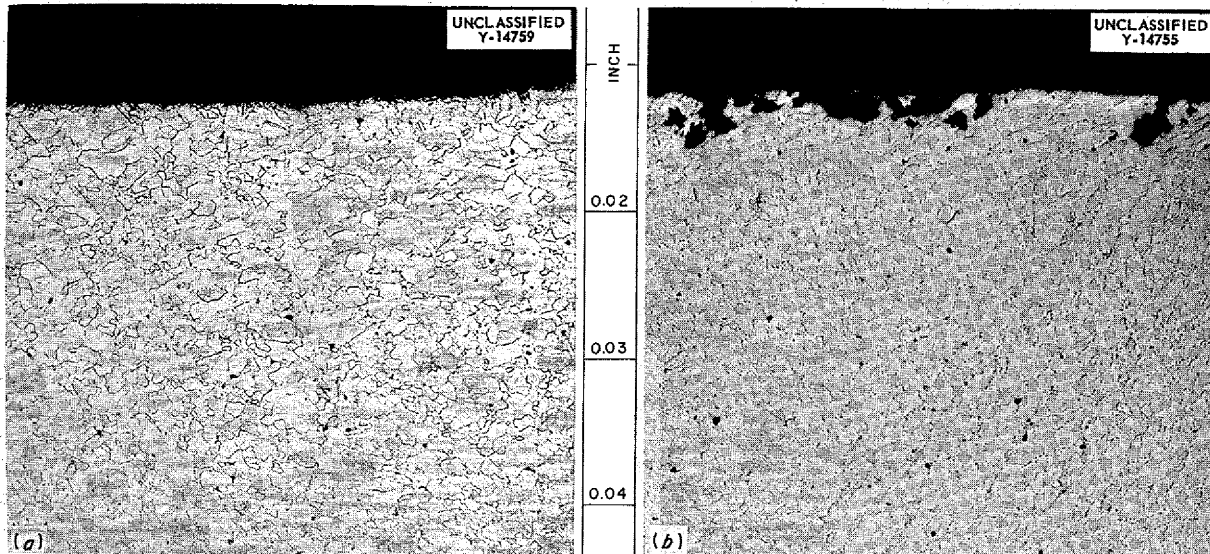 UNCLASSIFIED
Y-14759
INCH
0.02
0.03
0.04
(a)
UNCLASSIFIED
Y-14755
(b)